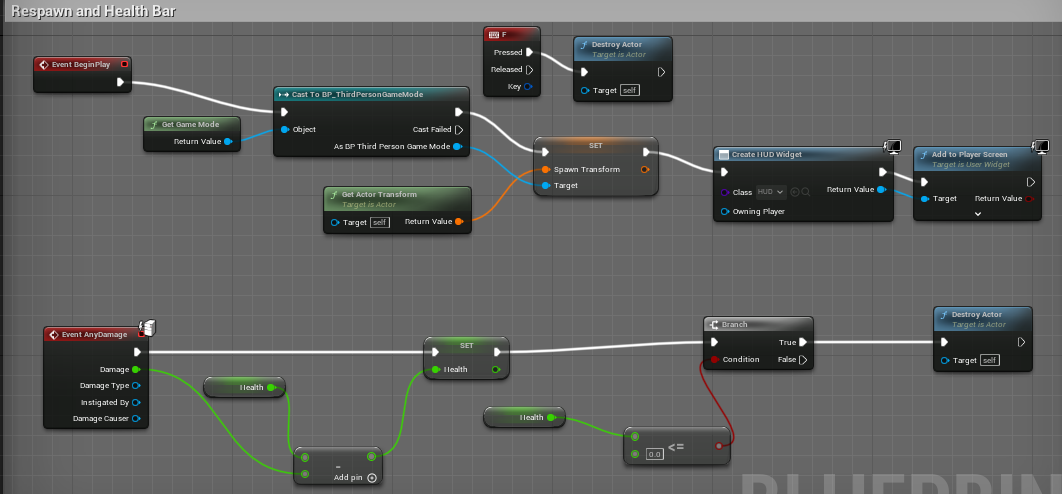 Respawn and Health Bar
F
Pressed
Released
Key
Destroy Actor
Target is Actor
Target self
Event BeginPlay
Get Game Mode
Return Value
Cast To BP_ThirdPersonGameMode
Object
Cast Failed
As BP Third Person Game Mode
Get Actor Transform
Target is Actor
Target self Return Value
SET
Spawn Transform
Target
Create HUD Widget
Class HUD
Return Value
Owning Player
Add to Player Screen
Target is User Widget
Target Return Value
Event AnyDamage
Damage
Damage Type
Instigated By
Damage Causer
Health
-
Add pin
SET
Health
Health
0.0 <=
Branch
True
Condition False
Destroy Actor
Target is Actor
Target self